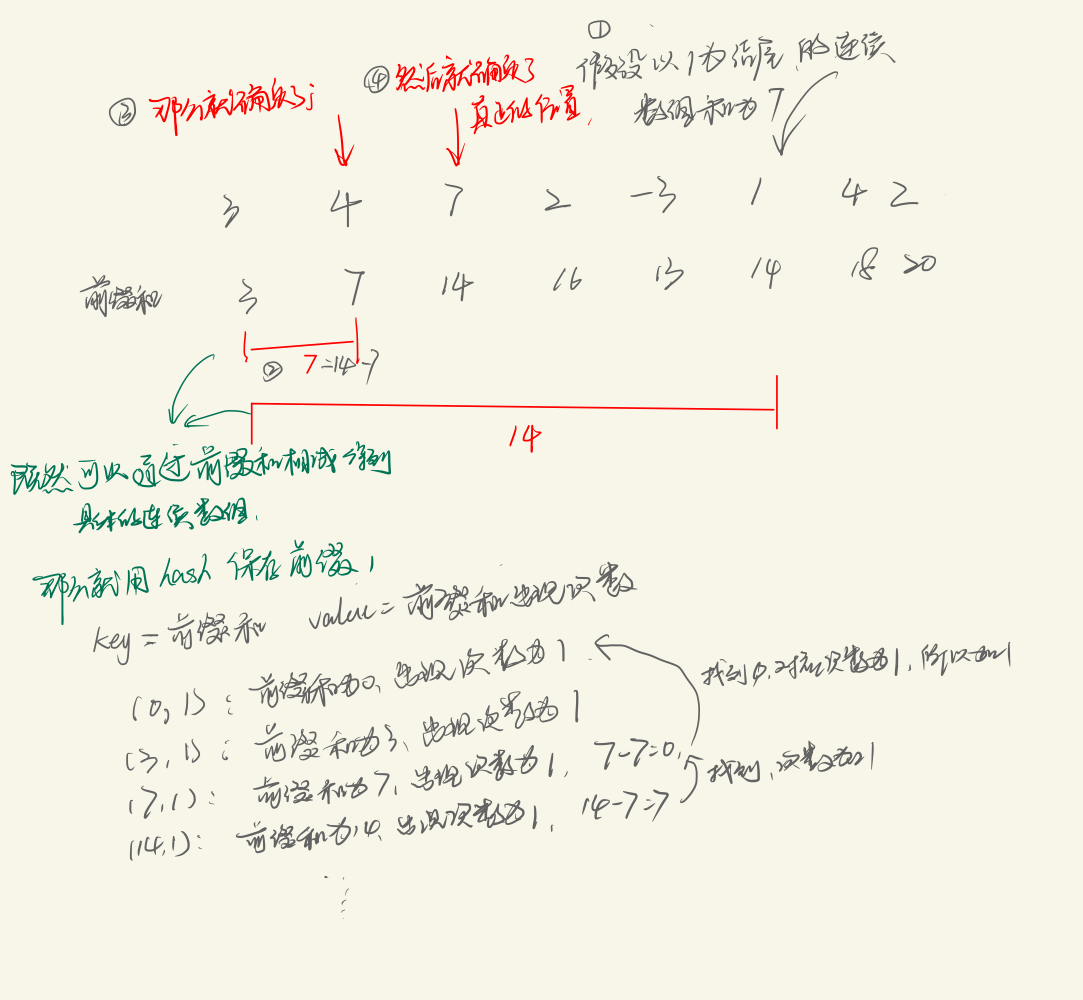 ①
假设以1为结尾的连续
数组和为7
③ 那么就确定了j
④ 然后就确定了
真正的位置.
3 4 7 2 -3 1 4 2
前缀和 3 7 14 16 13 14 18 20
② 7=14-7
14
既然可以通过前缀和相减得到
具体的连续数组.
那么就用hash保存前缀,
key=前缀和 value=前缀和出现次数
(0,1): 前缀和为0, 出现次数为1.
(3,1): 前缀和为3, 出现次数为1
(7,1): 前缀和为7, 出现次数为1, 7-7=0,
找到0,对应次数为1,所以加1
(14,1): 前缀和为14, 出现次数为1, 14-7=7
找到,次数为1